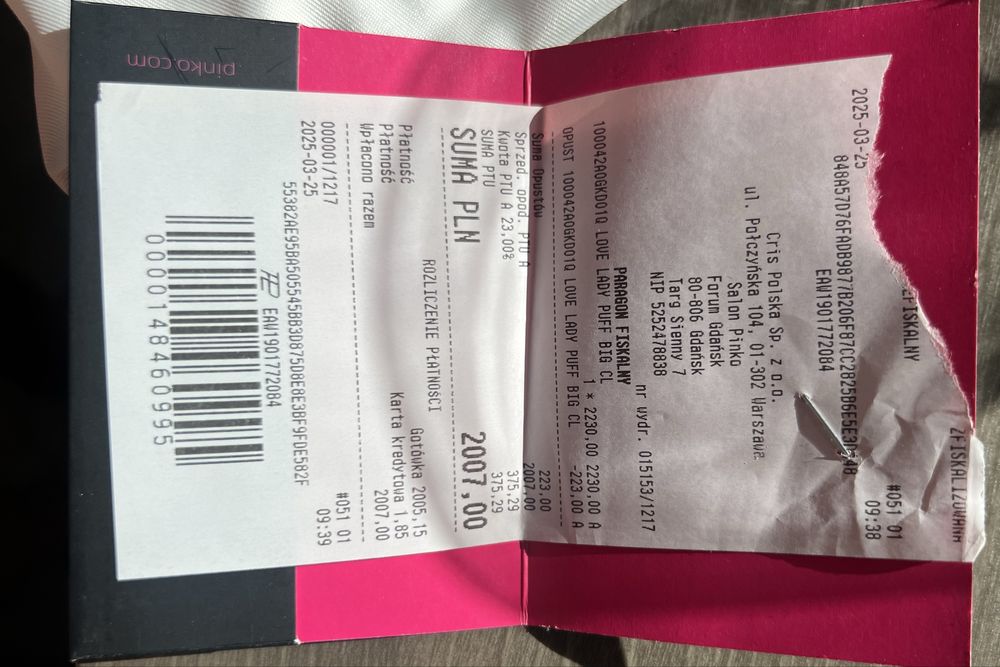 pinko.com
EFISKALNY
ZFISKALIZOWANA
2025-03-25 #051 01 09:38
EAW1901772084
Cris Polska Sp. z o.o.
ul. Połczyńska 104, 01-302 Warszawa
Salon Pinko
Forum Gdańsk
80-806 Gdańsk
Targ Sienny 7
NIP 5252478838
nr wydr. 015153/1217
PARAGON FISKALNY
100042A0GKD01Q LOVE LADY PUFF BIG CL
1 * 2230,00 2230,00 A
OPUST 100042A0GKD01Q LOVE LADY PUFF BIG CL -223,00 A
Suma Opustów 223,00
Sprzed. opod. PTU A 2007,00
Kwota PTU A 23,00% 375,29
SUMA PTU 375,29
SUMA PLN 2007,00
ROZLICZENIE PŁATNOŚCI
Płatność Gotówka 2005,15
Płatność Karta kredytowa 1,85
Wpłacono razem 2007,00
000001/1217 #051 01
2025-03-25 09:39
55382AE95BA505545BB3D875D8E8E3BF9FDE582F
EAW1901772084
0000148460995